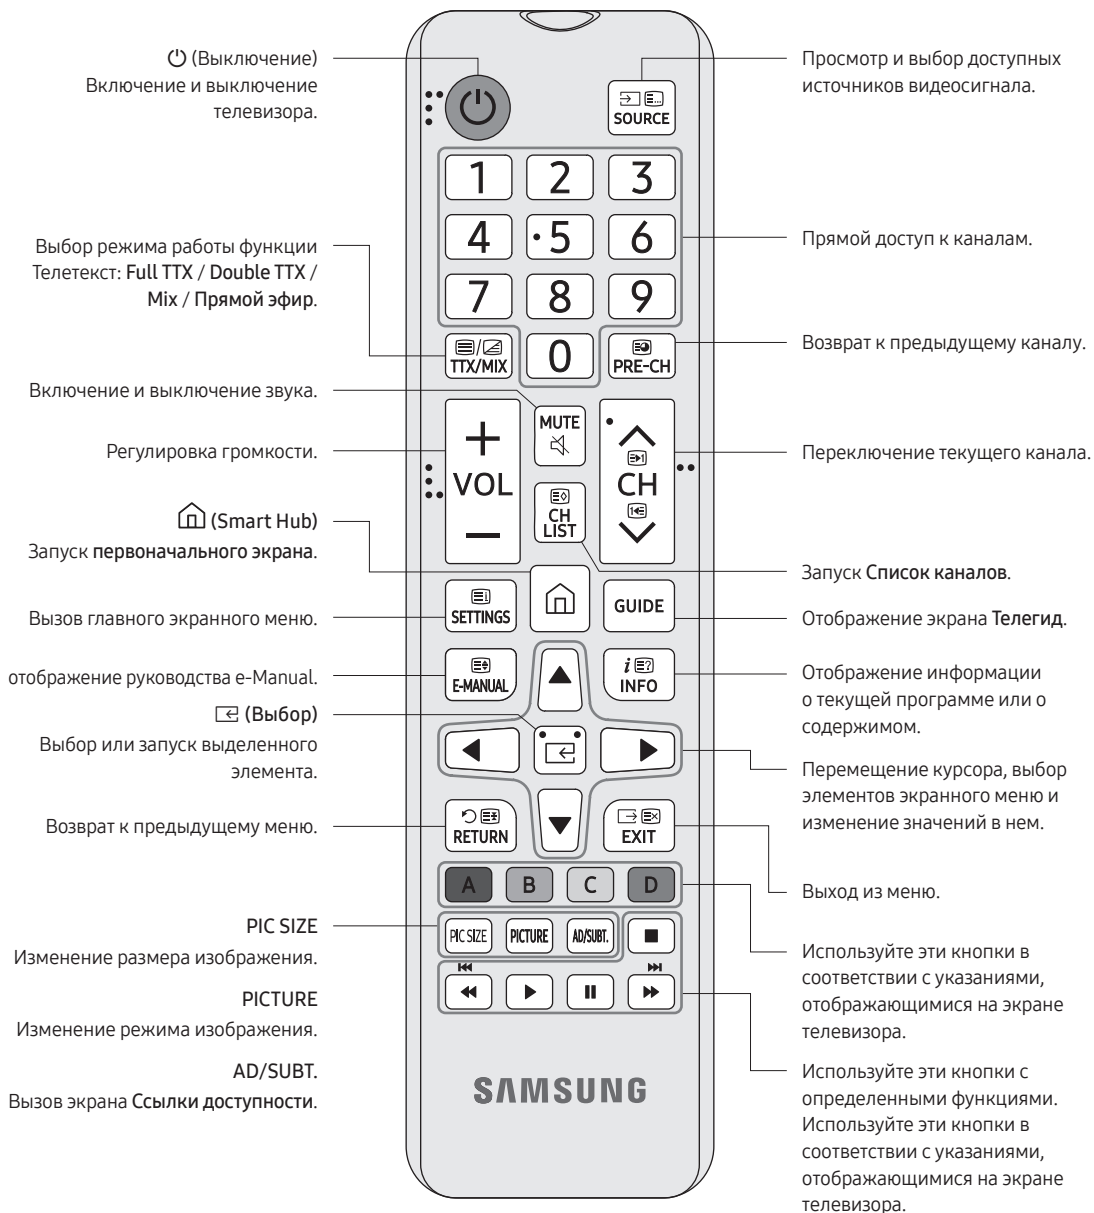 (Выключение)
Включение и выключение
телевизора.
Выбор режима работы функции
Телетекст: Full TTX / Double TTX /
Mix / Прямой эфир.
Включение и выключение звука.
Регулировка громкости.
(Smart Hub)
Запуск первоначального экрана.
Вызов главного экранного меню.
отображение руководства e-Manual.
(Выбор)
Выбор или запуск выделенного
элемента.
Возврат к предыдущему меню.
PIC SIZE
Изменение размера изображения.
PICTURE
Изменение режима изображения.
AD/SUBT.
Вызов экрана Ссылки доступности.
SOURCE
1 2 3
4 5 6
7 8 9
TTX/MIX 0 PRE-CH
MUTE
VOL
CH
CH
LIST
SETTINGS
GUIDE
E-MANUAL
INFO
RETURN
EXIT
A B C D
PIC SIZE PICTURE AD/SUBT.
SAMSUNG
Просмотр и выбор доступных
источников видеосигнала.
Прямой доступ к каналам.
Возврат к предыдущему каналу.
Переключение текущего канала.
Запуск Список каналов.
Отображение экрана Телегид.
Отображение информации
о текущей программе или о
содержимом.
Перемещение курсора, выбор
элементов экранного меню и
изменение значений в нем.
Выход из меню.
Используйте эти кнопки в
соответствии с указаниями,
отображающимися на экране
телевизора.
Используйте эти кнопки с
определенными функциями.
Используйте эти кнопки в
соответствии с указаниями,
отображающимися на экране
телевизора.